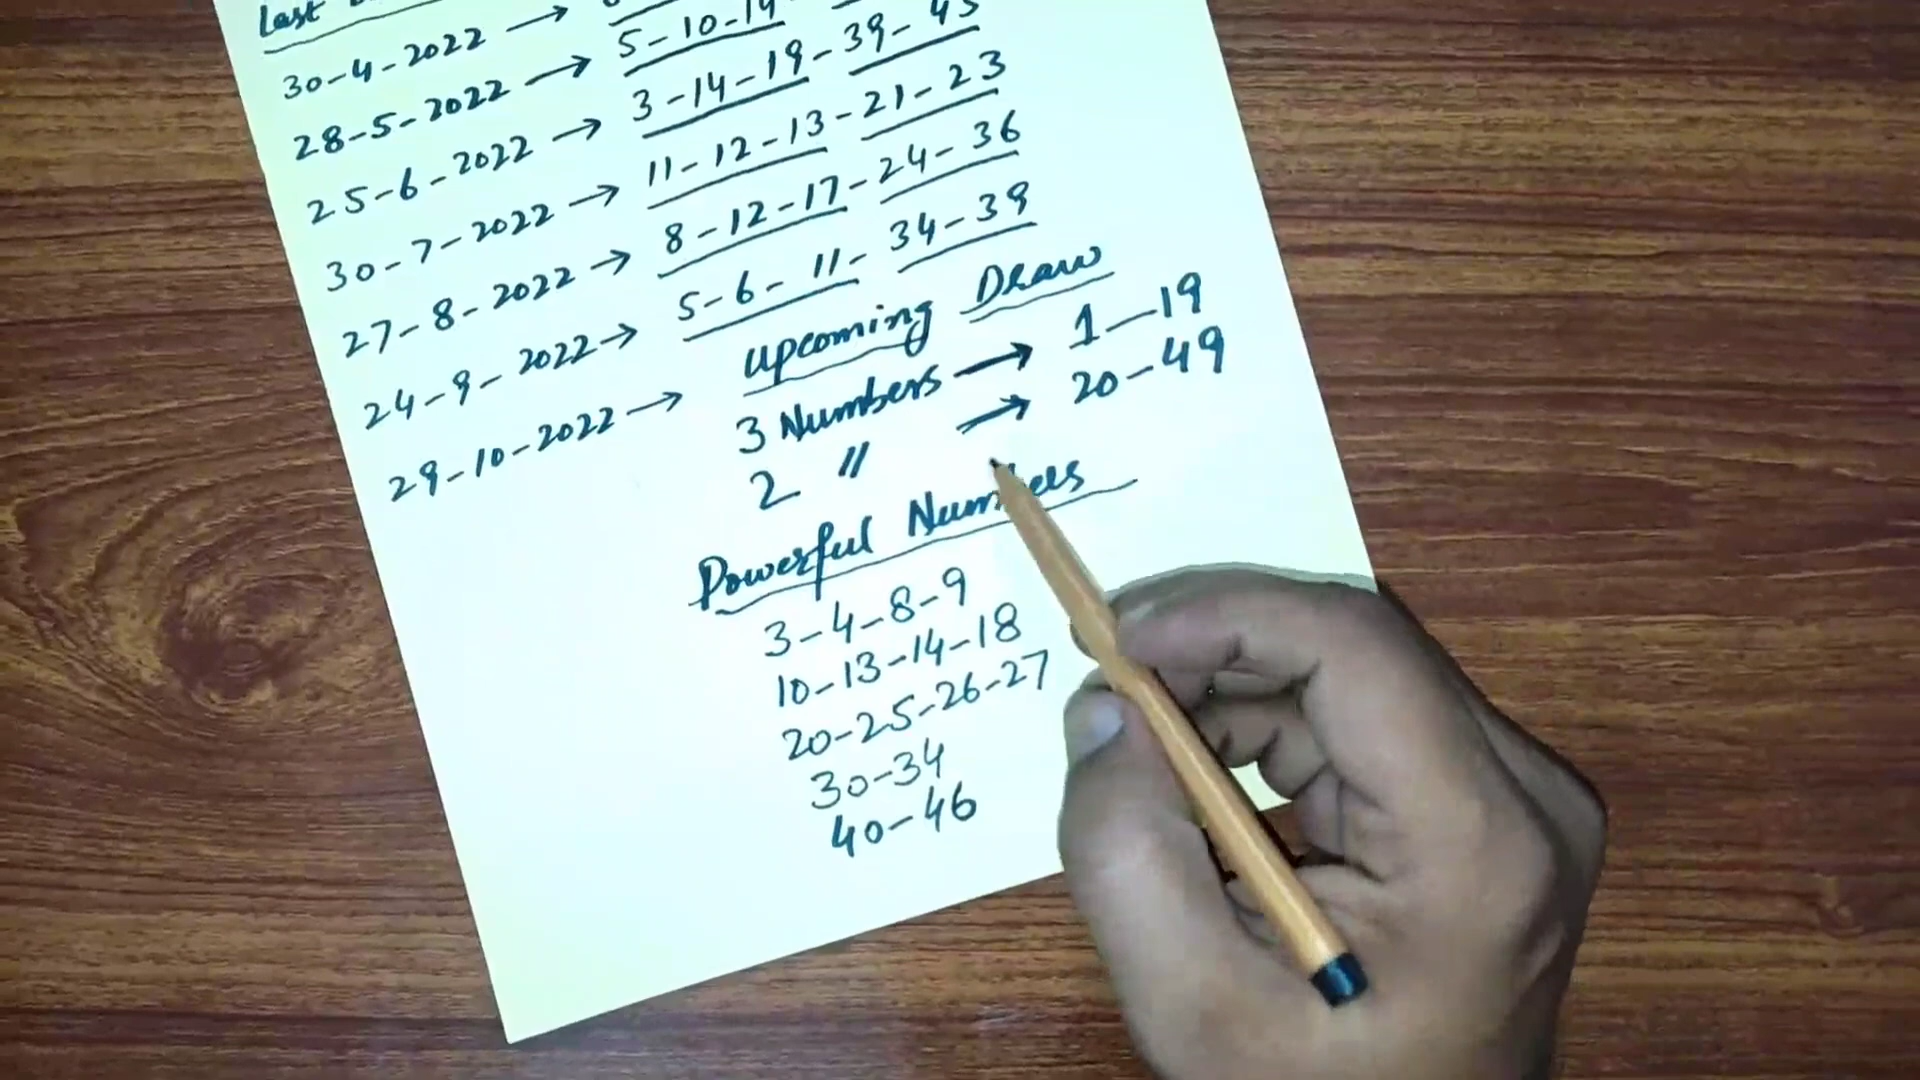 Last
30-4-2022 →
28-5-2022 → 5-10-14-
25-6-2022 → 3-14-19-39-45
30-7-2022 → 11-12-13-21-23
27-8-2022 → 8-12-17-24-36
24-9-2022 → 5-6-11-34-39
29-10-2022 → Upcoming Draw
3 Numbers → 1-19
2 〃 → 20-49
Powerful Numbers
3-4-8-9
10-13-14-18
20-25-26-27
30-34
40-46